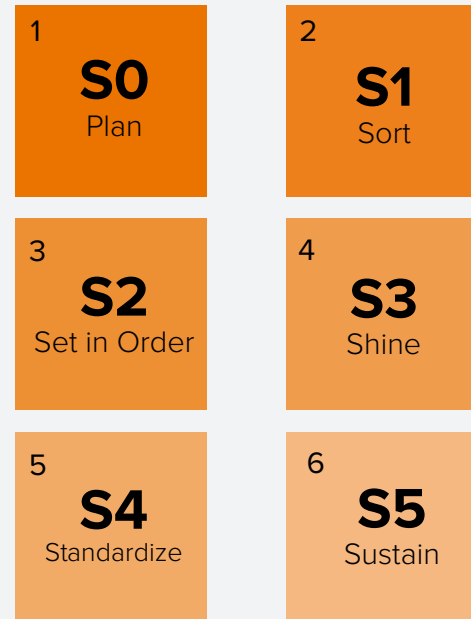 1
S0
Plan
2
S1
Sort
3
S2
Set in Order
4
S3
Shine
5
S4
Standardize
6
S5
Sustain